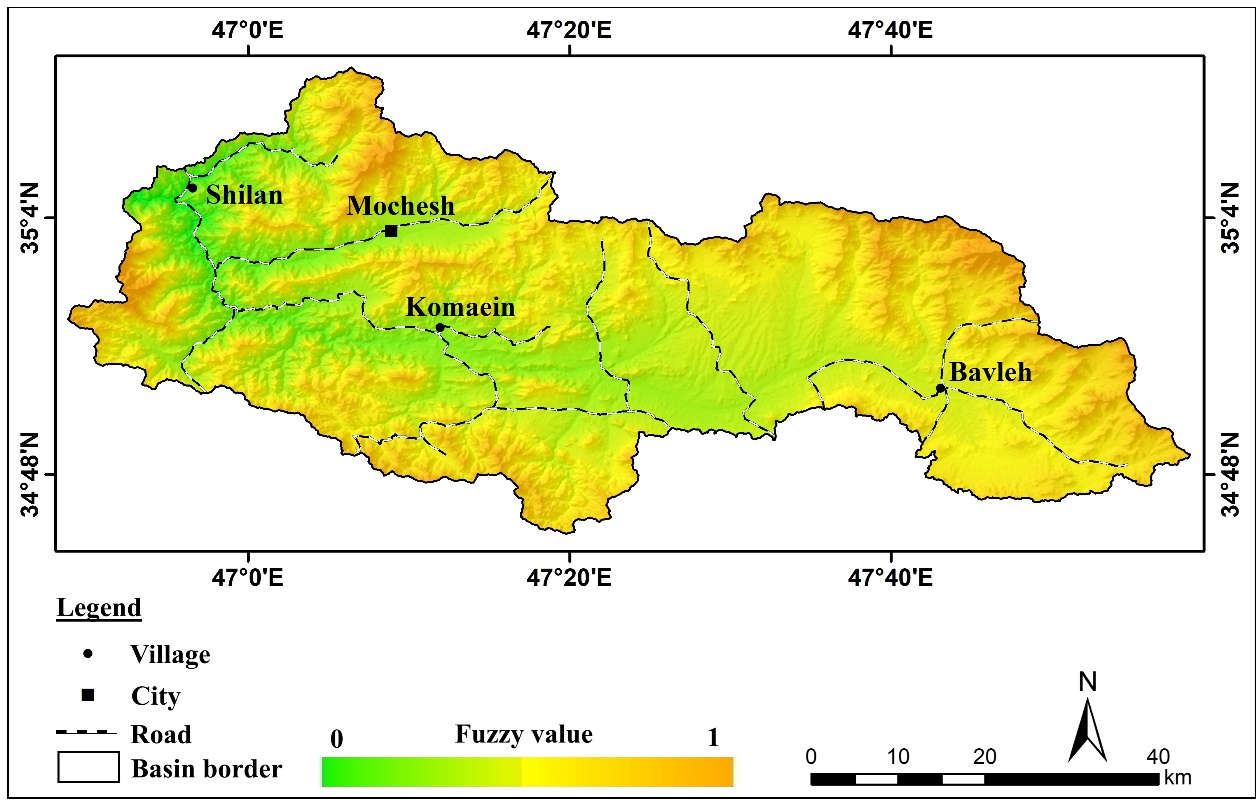 47°0'E 47°20'E 47°40'E
35°4'N 35°4'N
Shilan
Mochesh
Komaein
Bavleh
34°48'N 34°48'N
47°0'E 47°20'E 47°40'E
Legend
Village
City
Road
Basin border
0 Fuzzy value 1
N
0 10 20 40
km